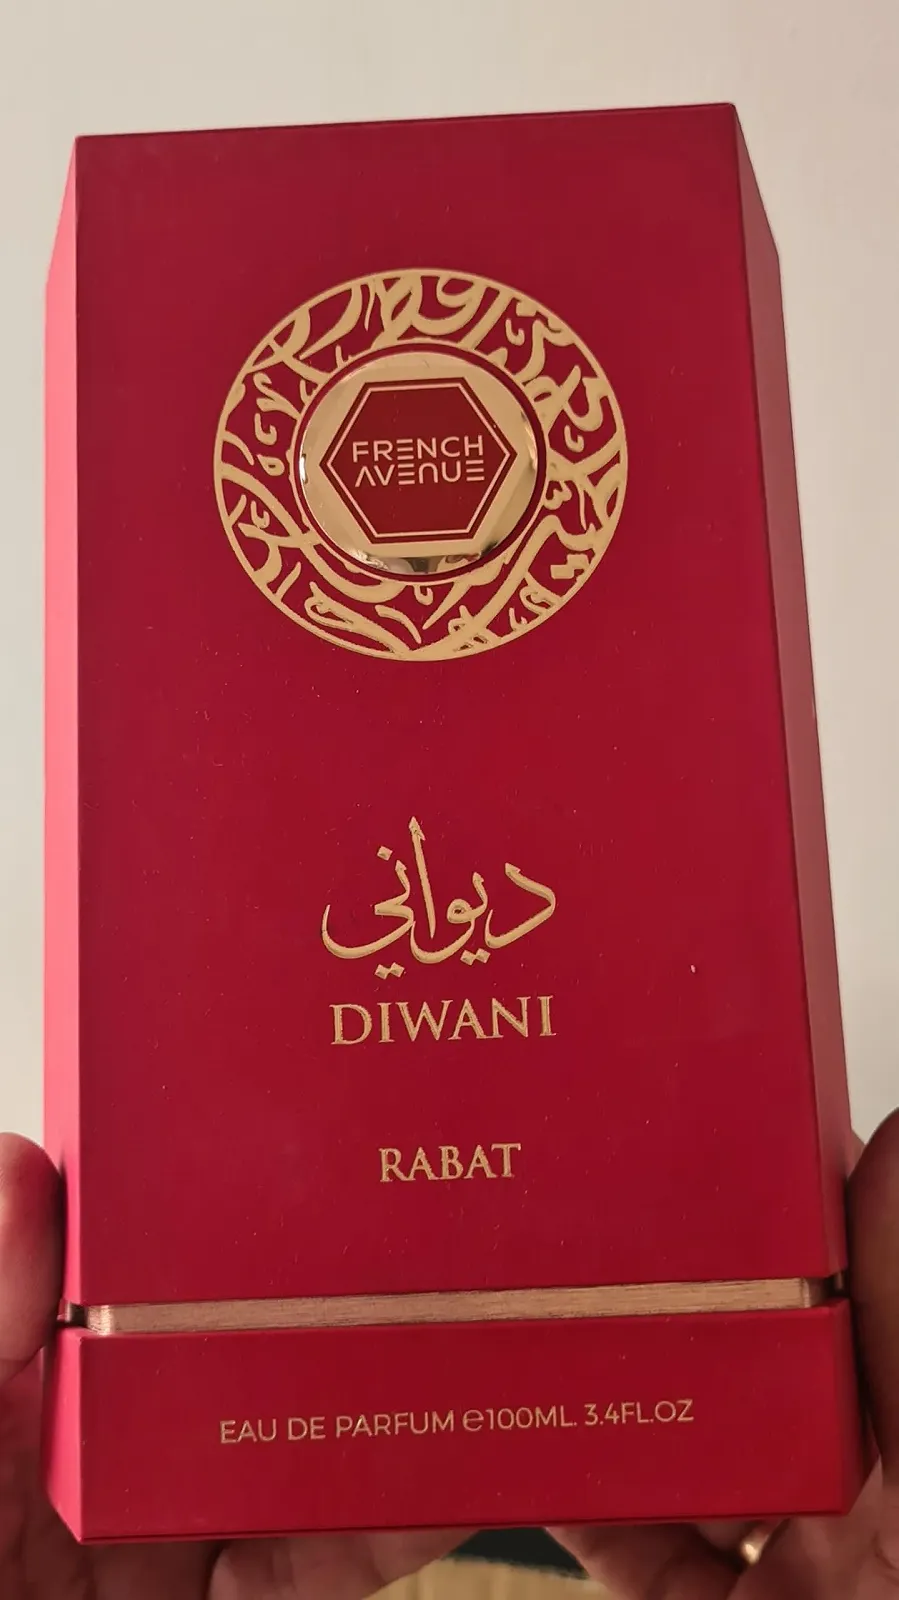 FRENCH
AVENUE
ديواني
DIWANI
RABAT
EAU DE PARFUM ℮100ML. 3.4FL.OZ